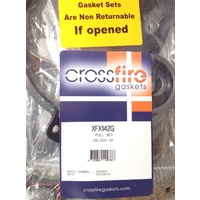 Gasket Sets
Are Non Returnable
If opened
crossfire
gaskets
XFX142G
FULL SET
HOLDEN V8
crossfiregaskets.com